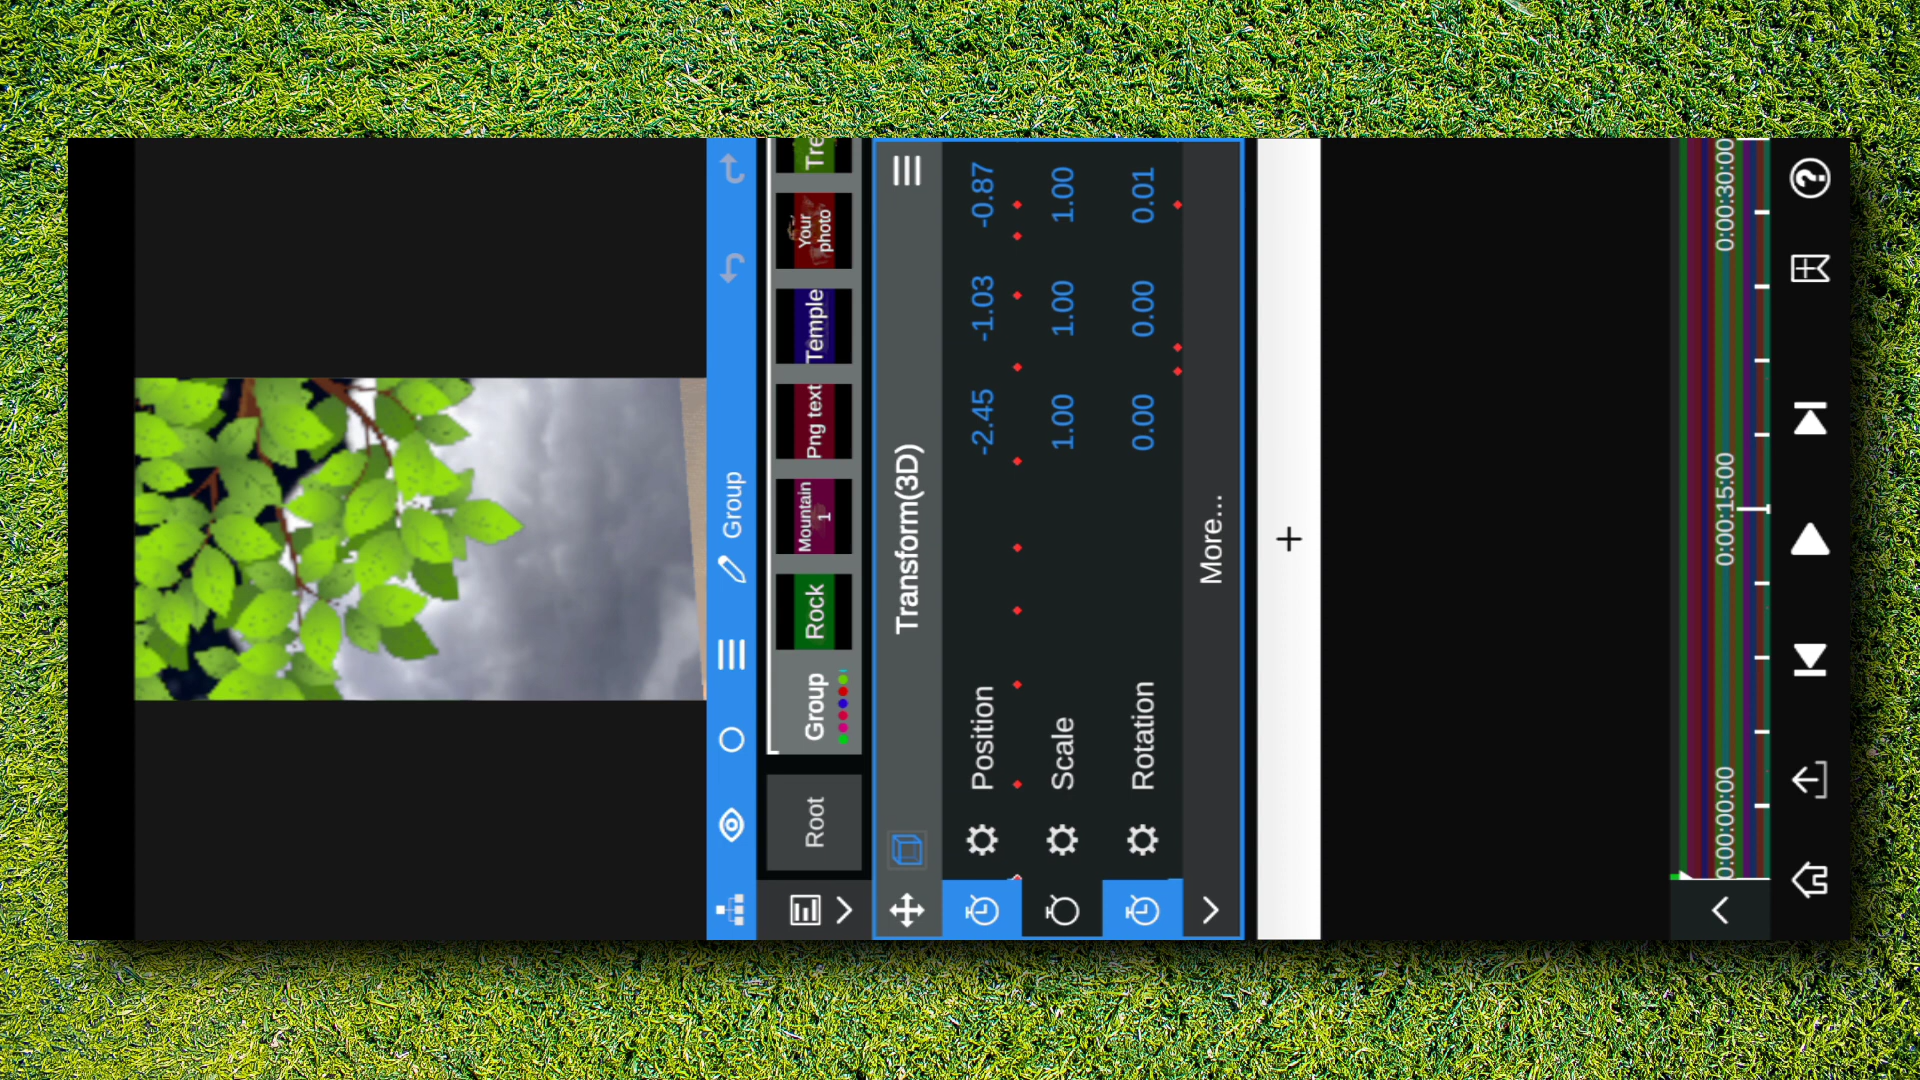 Group
Root
Group
Rock
Mountain
1
Png text
Temple
Your
photo
Tre
Transform(3D)
Position
-2.45
-1.03
-0.87
Scale
1.00
1.00
1.00
Rotation
0.00
0.00
0.01
More...
+
0:00:00:00
0:00:15:00
0:00:30:00